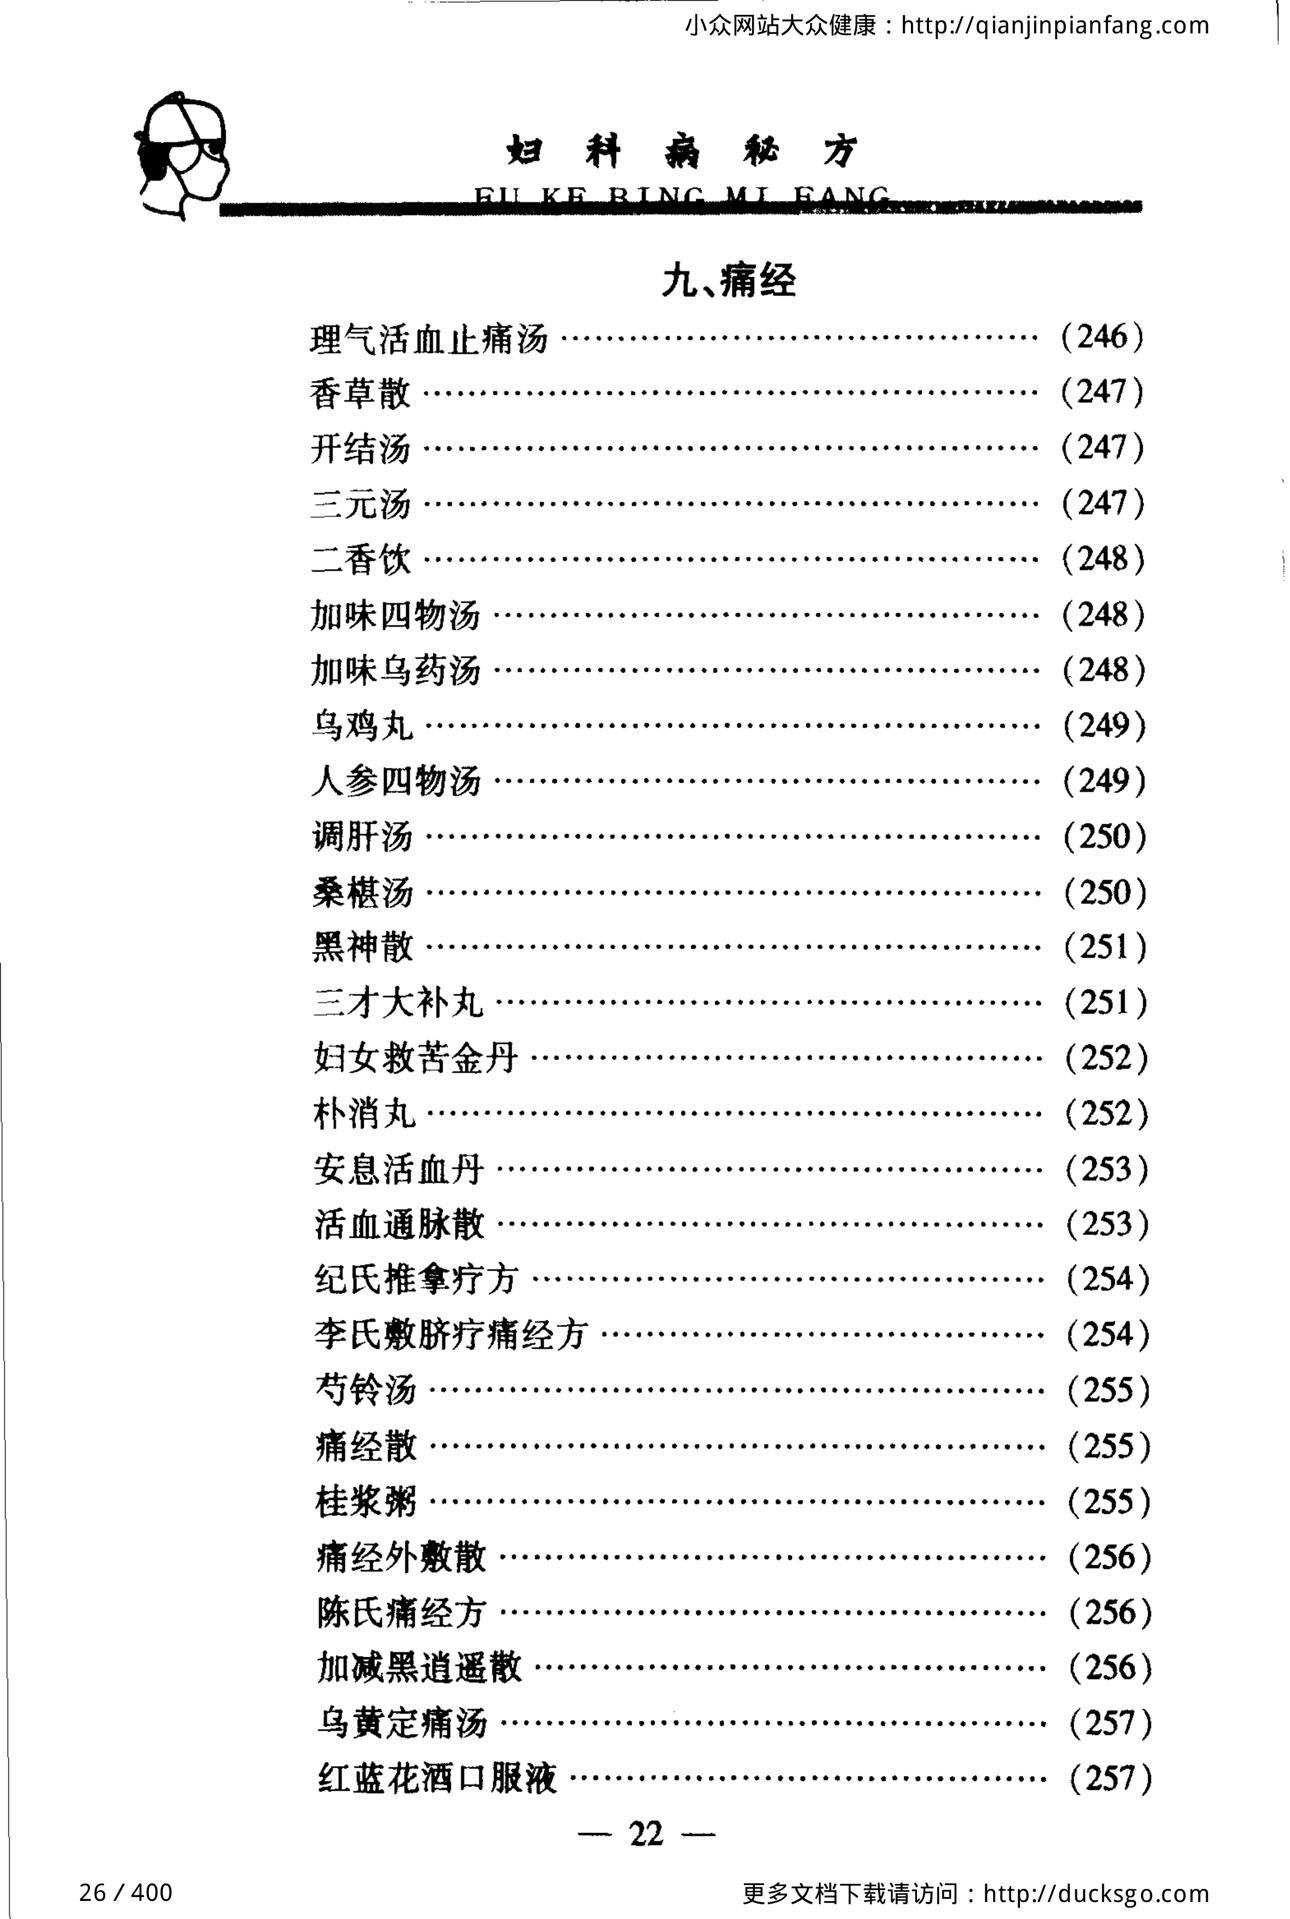 小众网站大众健康：http://qianjinpianfang.com
妇科病秘方
FU KE BING MI FANG
九、痛经
理气活血止痛汤 …………………………………… (246)
香草散 …………………………………… (247)
开结汤 …………………………………… (247)
三元汤 …………………………………… (247)
二香饮 …………………………………… (248)
加味四物汤 …………………………………… (248)
加味乌药汤 …………………………………… (248)
乌鸡丸 …………………………………… (249)
人参四物汤 …………………………………… (249)
调肝汤 …………………………………… (250)
桑椹汤 …………………………………… (250)
黑神散 …………………………………… (251)
三才大补丸 …………………………………… (251)
妇女救苦金丹 …………………………………… (252)
朴消丸 …………………………………… (252)
安息活血丹 …………………………………… (253)
活血通脉散 …………………………………… (253)
纪氏推拿疗方 …………………………………… (254)
李氏敷脐疗痛经方 …………………………………… (254)
芍铃汤 …………………………………… (255)
痛经散 …………………………………… (255)
桂浆粥 …………………………………… (255)
痛经外敷散 …………………………………… (256)
陈氏痛经方 …………………………………… (256)
加减黑逍遥散 …………………………………… (256)
乌黄定痛汤 …………………………………… (257)
红蓝花酒口服液 …………………………………… (257)
— 22 —
26 / 400
更多文档下载请访问：http://ducksgo.com